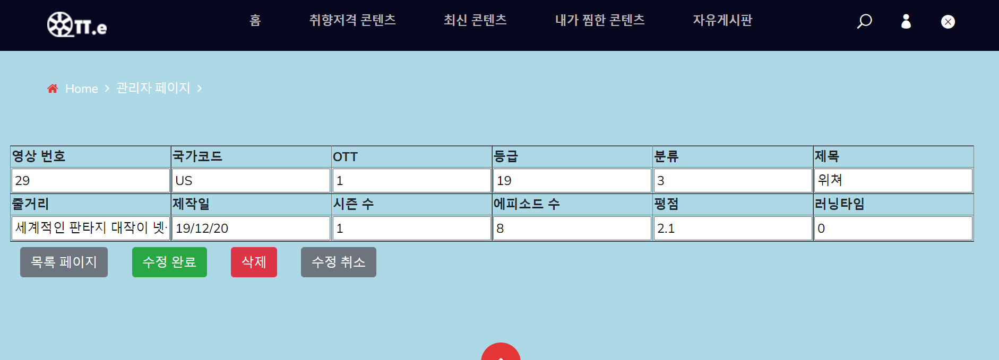 OTT.e 홈 취향저격 콘텐츠 최신 콘텐츠 내가 찜한 콘텐츠 자유게시판
Home 관리자 페이지
영상 번호 국가코드 OTT 등급 분류 제목
29 US 1 19 3 위쳐
줄거리 제작일 시즌 수 에피소드 수 평점 러닝타임
세계적인 판타지 대작이 19/12/20 1 8 2.1 0
목록 페이지 수정 완료 삭제 수정 취소